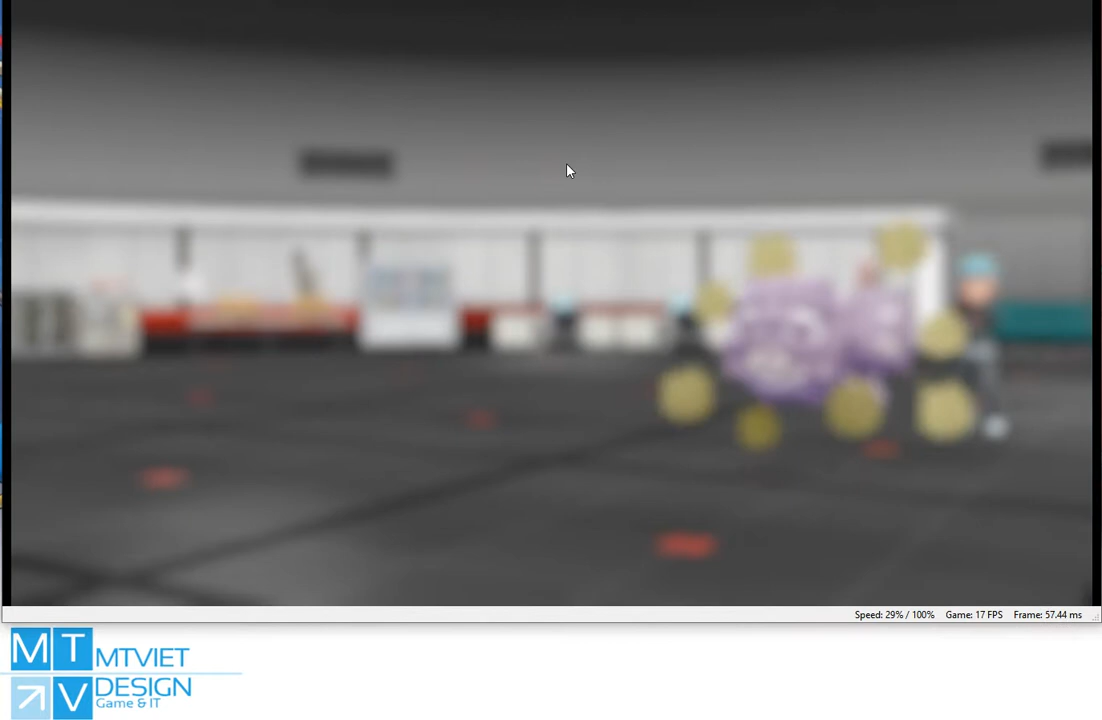 Speed: 29% / 100% Game: 17 FPS Frame: 57.44 ms
MT
MTVIET
V
DESIGN
Game & IT